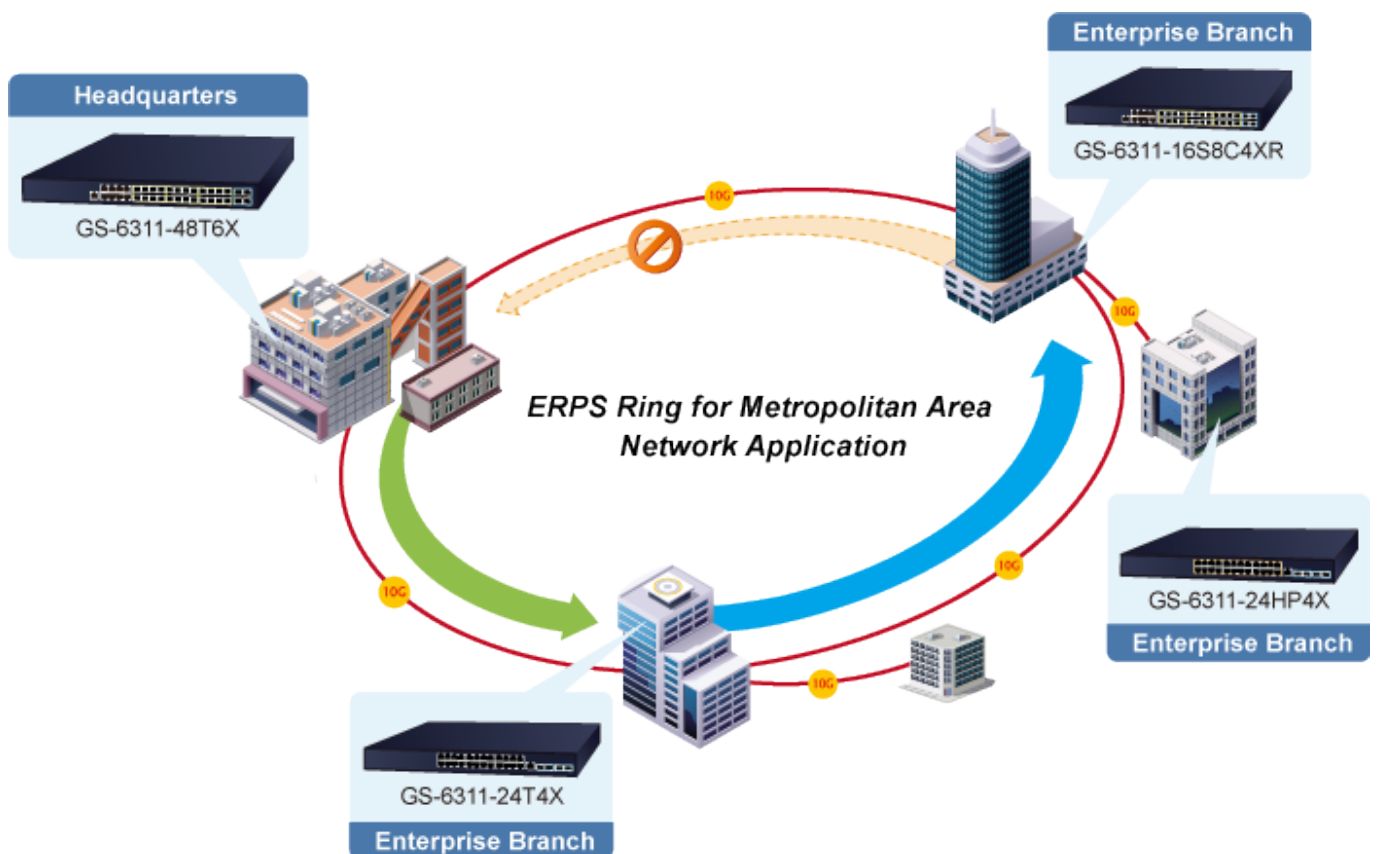 Enterprise Branch
GS-6311-16S8C4XR
Headquarters
GS-6311-48T6X
10G
10G
ERPS Ring for Metropolitan Area
Network Application
10G
10G
10G
GS-6311-24HP4X
Enterprise Branch
GS-6311-24T4X
Enterprise Branch